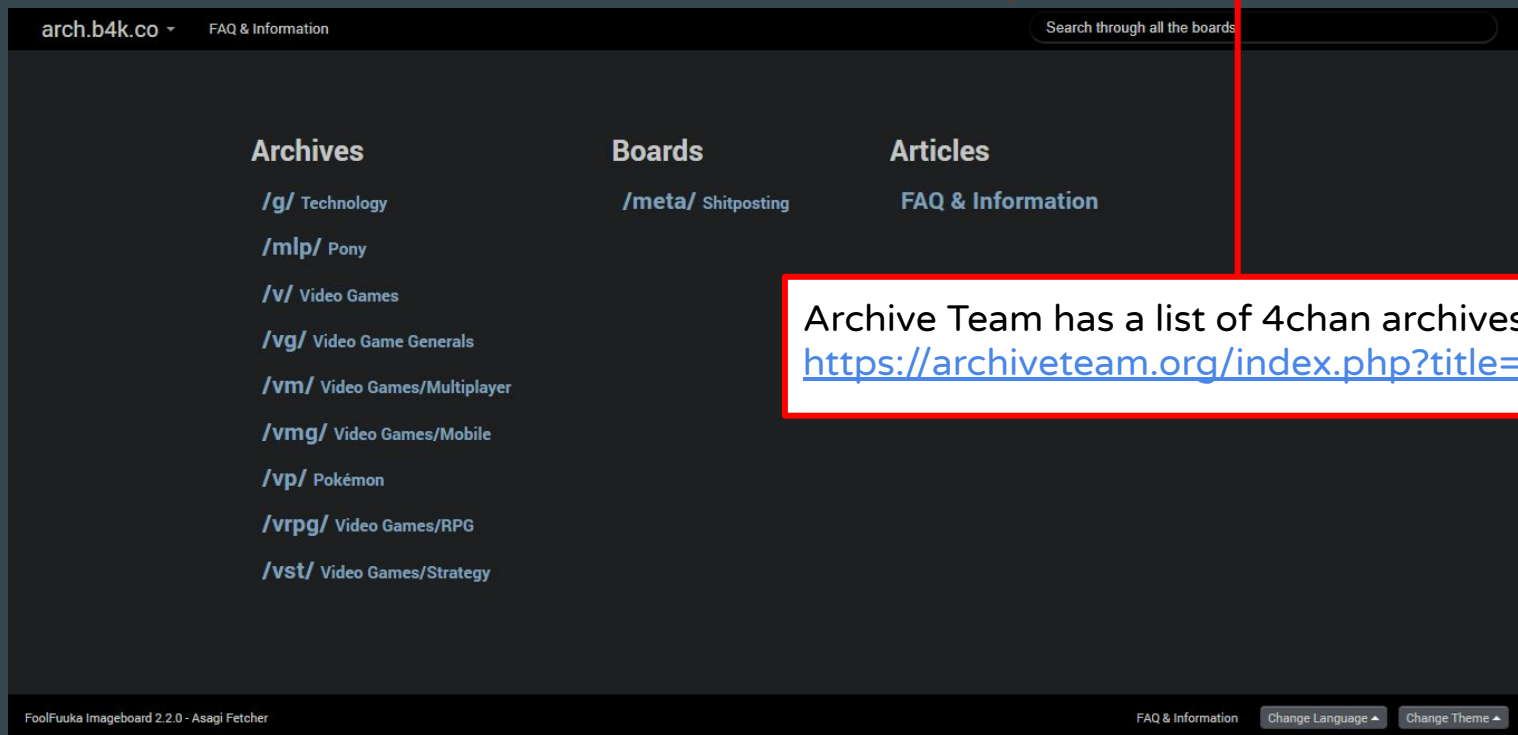 arch.b4k.co
FAQ & Information
Search through all the boards
Archives
/g/ Technology
/mlp/ Pony
/v/ Video Games
/vg/ Video Game Generals
/vm/ Video Games/Multiplayer
/vmg/ Video Games/Mobile
/vp/ Pokémon
/vrpg/ Video Games/RPG
/vst/ Video Games/Strategy
Boards
/meta/ Shitposting
Articles
FAQ & Information
Archive Team has a list of 4chan archives
https://archiveteam.org/index.php?title=
FoolFuuka Imageboard 2.2.0 - Asagi Fetcher
FAQ & Information
Change Language
Change Theme